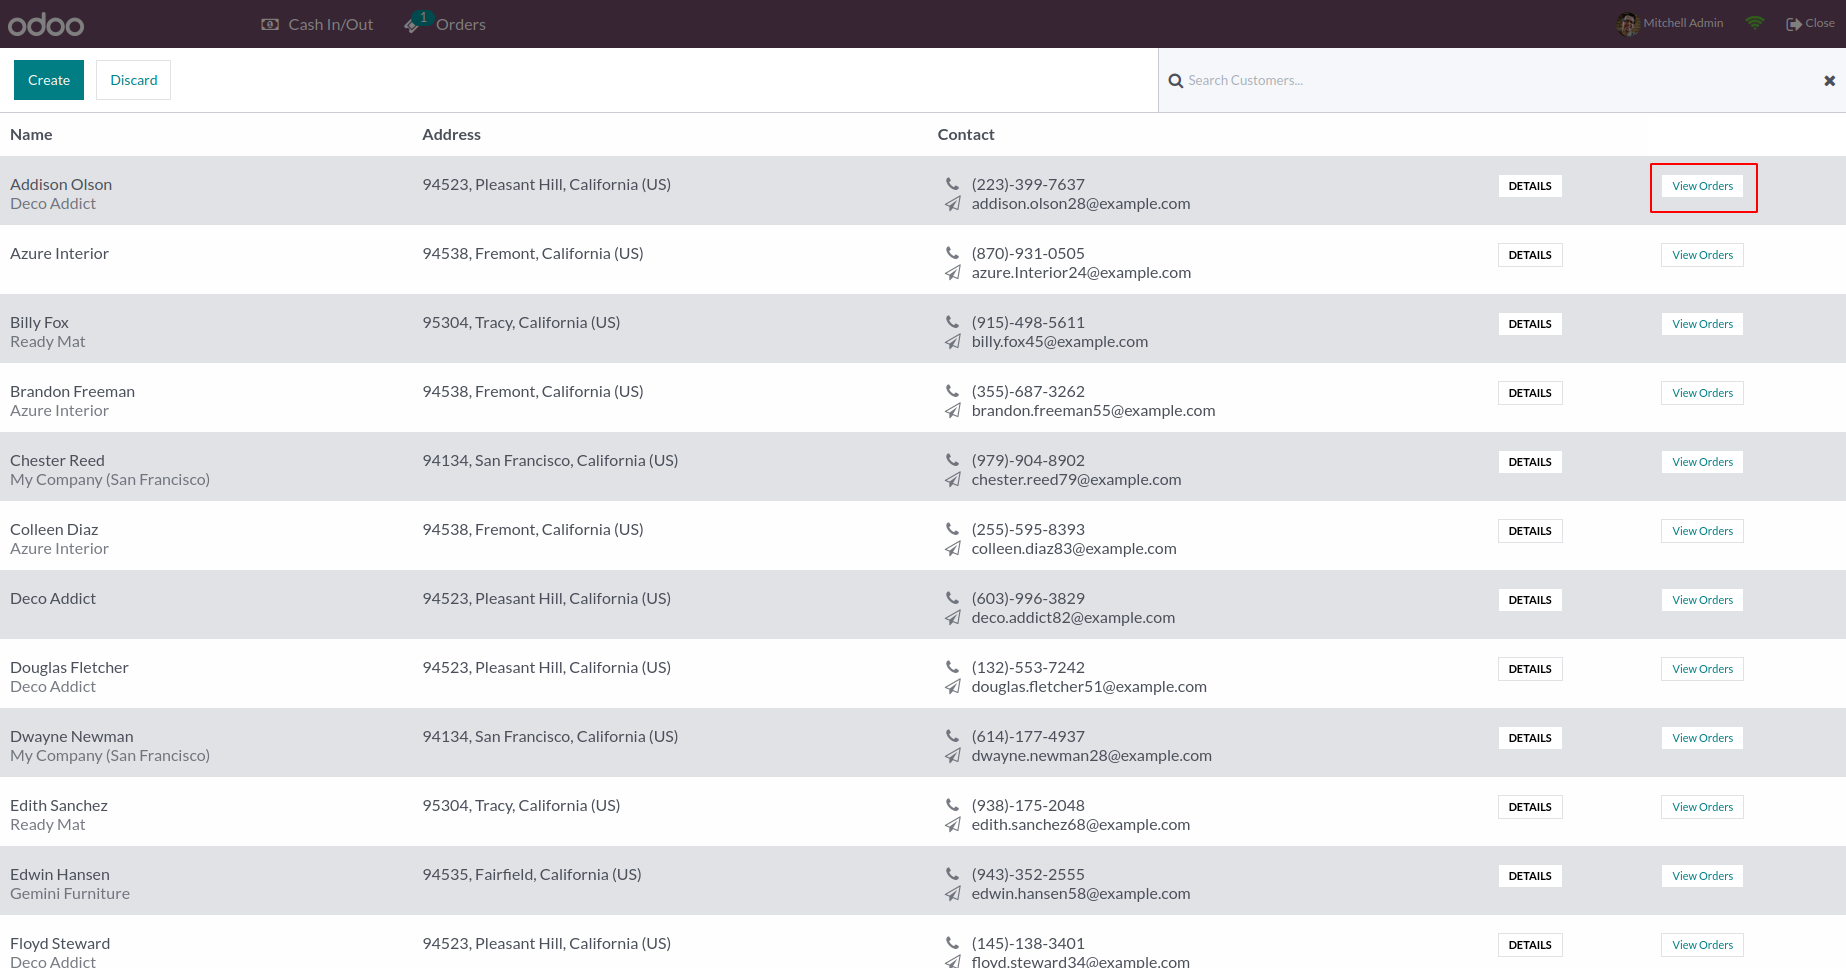 odoo Cash In/Out 1 Orders Mitchell Admin Close
Create Discard Search Customers...
Name Address Contact
Addison Olson 94523, Pleasant Hill, California (US) (223)-399-7637 DETAILS View Orders
Deco Addict addison.olson28@example.com
Azure Interior 94538, Fremont, California (US) (870)-931-0505 DETAILS View Orders
azure.Interior24@example.com
Billy Fox 95304, Tracy, California (US) (915)-498-5611 DETAILS View Orders
Ready Mat billy.fox45@example.com
Brandon Freeman 94538, Fremont, California (US) (355)-687-3262 DETAILS View Orders
Azure Interior brandon.freeman55@example.com
Chester Reed 94134, San Francisco, California (US) (979)-904-8902 DETAILS View Orders
My Company (San Francisco) chester.reed79@example.com
Colleen Diaz 94538, Fremont, California (US) (255)-595-8393 DETAILS View Orders
Azure Interior colleen.diaz83@example.com
Deco Addict 94523, Pleasant Hill, California (US) (603)-996-3829 DETAILS View Orders
deco.addict82@example.com
Douglas Fletcher 94523, Pleasant Hill, California (US) (132)-553-7242 DETAILS View Orders
Deco Addict douglas.fletcher51@example.com
Dwayne Newman 94134, San Francisco, California (US) (614)-177-4937 DETAILS View Orders
My Company (San Francisco) dwayne.newman28@example.com
Edith Sanchez 95304, Tracy, California (US) (938)-175-2048 DETAILS View Orders
Ready Mat edith.sanchez68@example.com
Edwin Hansen 94535, Fairfield, California (US) (943)-352-2555 DETAILS View Orders
Gemini Furniture edwin.hansen58@example.com
Floyd Steward 94523, Pleasant Hill, California (US) (145)-138-3401 DETAILS View Orders
Deco Addict floyd.steward34@example.com